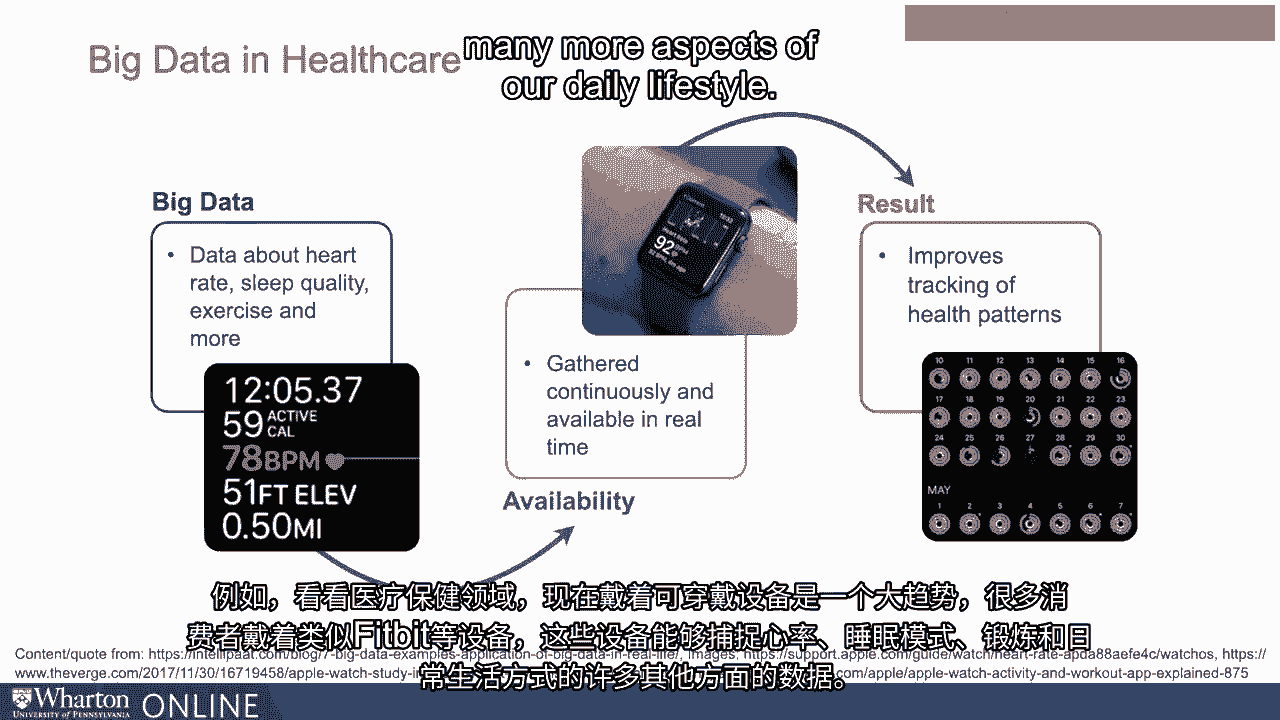 Big Data in Healthcare
many more aspects of
our daily lifestyle.
Big Data
• Data about heart
rate, sleep quality,
exercise and
more
12:05.37
59 ACTIVE
CAL
78BPM
51FT ELEV
0.50MI
92
• Gathered
continuously and
available in real
time
Availability
Result
• Improves
tracking of
health patterns
10 11 12 13 14 15 16
17 18 19 20 21 22 23
24 25 26 27 28 29 30
MAY
1 2 3 4 5 6 7
例如，看看医疗保健领域，现在戴着可穿戴设备是一个大趋势，很多消
费者戴着类似Fitbit等设备，这些设备能够捕捉心率、睡眠模式、锻炼和日
常生活方式的许多其他方面的数据。
Content/quote from: https://intellipaat.com/blog/7-big-data-examples-application-of-big-data-in-real-life/, Images: https://support.apple.com/guide/watch/heart-rate-apda88aefe4c/watchos, https://
www.theverge.com/2017/11/30/16719458/apple-watch-study-in .com/apple/apple-watch-activity-and-workout-app-explained-875
Wharton
UNIVERSITY of PENNSYLVANIA
ONLINE